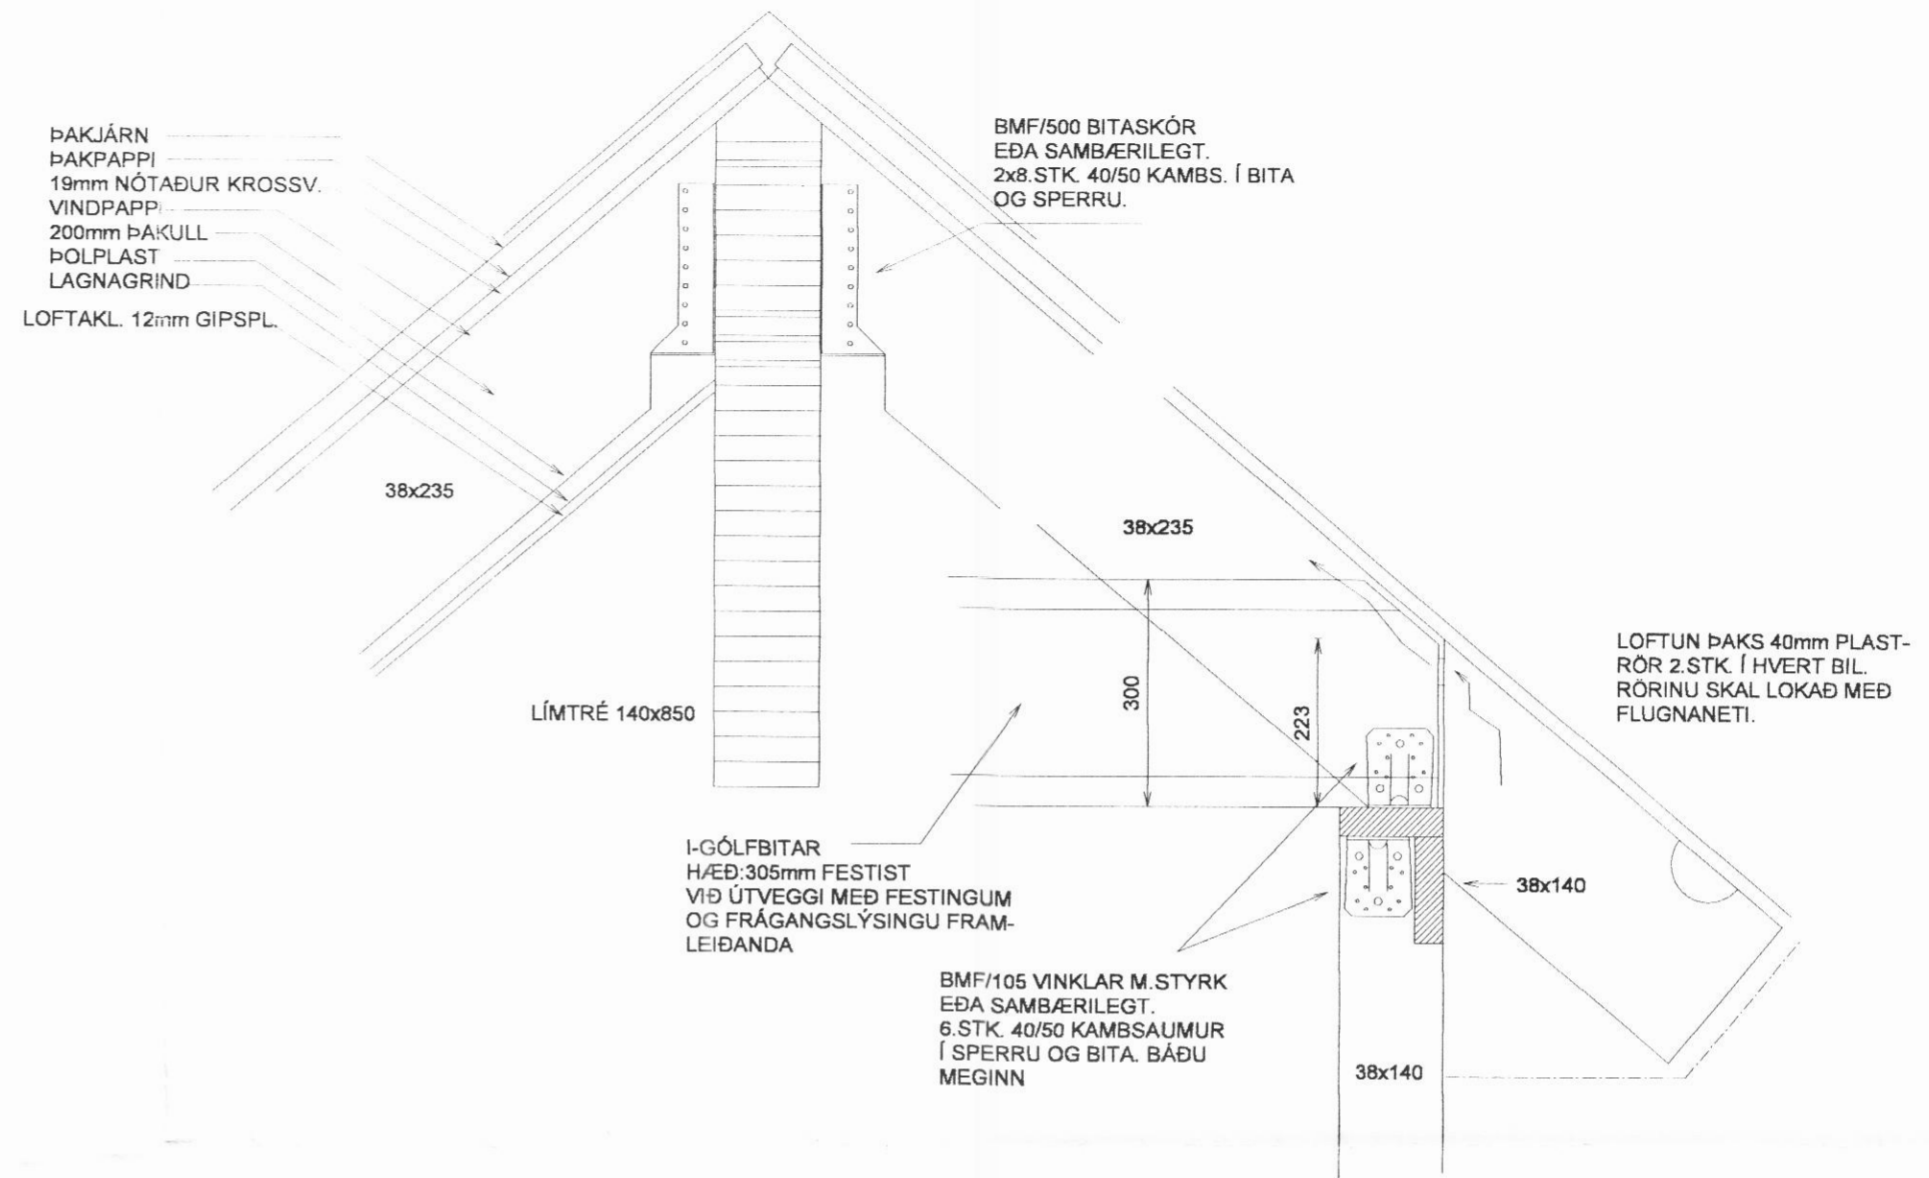 ÞAKJÁRN
ÞAKPAPPI
19mm NÓTAÐUR KROSSV.
VINDPAPPI
200mm ÞAKULL
ÞOLPLAST
LAGNAGRIND
LOFTAKL. 12mm GIPSPL.
BMF/500 BITASKÓR
EÐA SAMBÆRILEGT.
2x8.STK. 40/50 KAMBS. Í BITA
OG SPERRU.
38x235
38x235
300
223
LÍMTRÉ 140x850
LOFTUN ÞAKS 40mm PLAST-
RÖR 2.STK. Í HVERT BIL.
RÖRINU SKAL LOKAÐ MEÐ
FLUGNANETI.
I-GÓLFBITAR
HÆÐ:305mm FESTIST
VIÐ ÚTVEGGI MEÐ FESTINGUM
OG FRÁGANGSLÝSINGU FRAM-
LEIÐANDA
38x140
BMF/105 VINKLAR M.STYRK
EÐA SAMBÆRILEGT.
6.STK. 40/50 KAMBSAUMUR
Í SPERRU OG BITA. BÁÐU
MEGINN
38x140